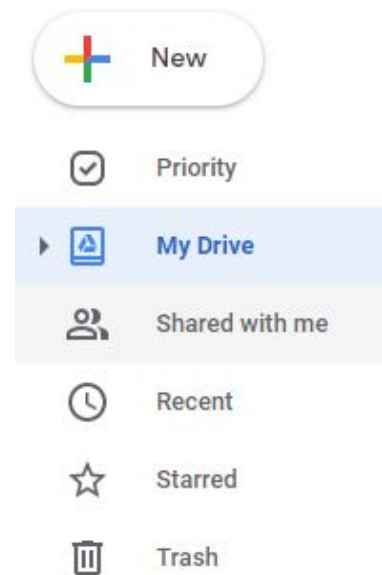 New
Priority
My Drive
Shared with me
Recent
Starred
Trash